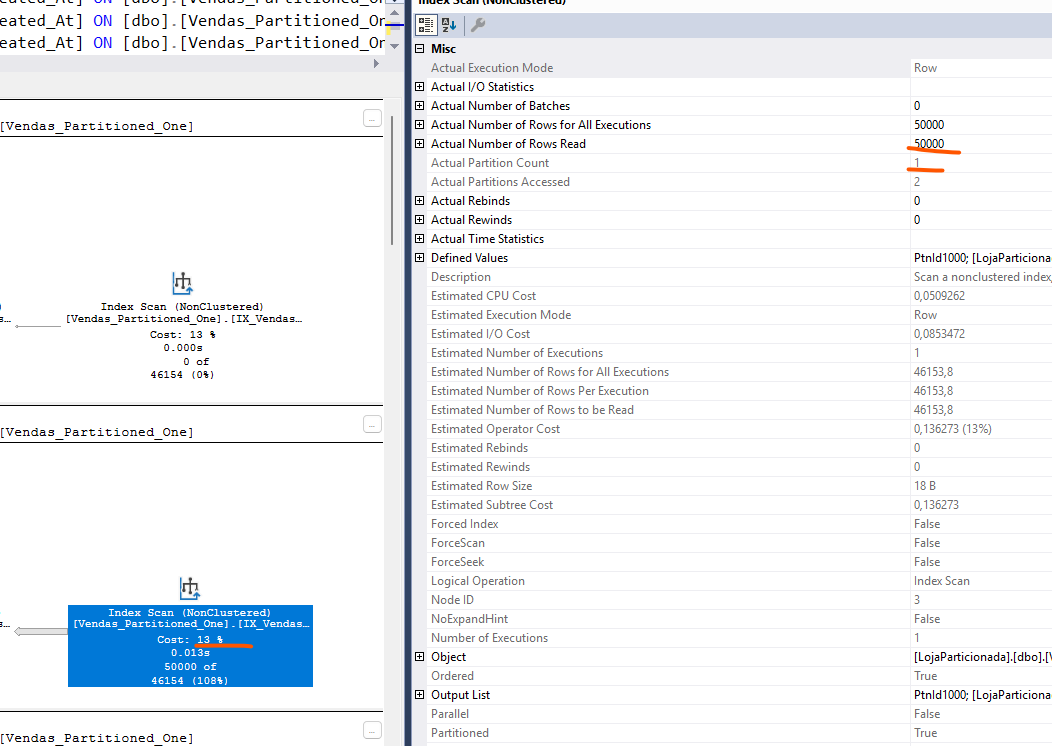 eated_At] ON [dbo].[Vendas_Partitioned_On
eated_At] ON [dbo].[Vendas_Partitioned_On
[Vendas_Partitioned_One]
Index Scan (NonClustered)
[Vendas_Partitioned_One].[IX_Vendas…
Cost: 13 %
0.000s
0 of
46154 (0%)
[Vendas_Partitioned_One]
Index Scan (NonClustered)
[Vendas_Partitioned_One].[IX_Vendas…
Cost: 13 %
0.013s
50000 of
46154 (108%)
[Vendas_Partitioned_One]
Index Scan (NonClustered)
Misc
Actual Execution Mode Row
Actual I/O Statistics
Actual Number of Batches 0
Actual Number of Rows for All Executions 50000
Actual Number of Rows Read 50000
Actual Partition Count 1
Actual Partitions Accessed 2
Actual Rebinds 0
Actual Rewinds 0
Actual Time Statistics
Defined Values PtnId1000; [LojaParticiona
Description Scan a nonclustered index,
Estimated CPU Cost 0,0509262
Estimated Execution Mode Row
Estimated I/O Cost 0,0853472
Estimated Number of Executions 1
Estimated Number of Rows for All Executions 46153,8
Estimated Number of Rows Per Execution 46153,8
Estimated Number of Rows to be Read 46153,8
Estimated Operator Cost 0,136273 (13%)
Estimated Rebinds 0
Estimated Rewinds 0
Estimated Row Size 18 B
Estimated Subtree Cost 0,136273
Forced Index False
ForceScan False
ForceSeek False
Logical Operation Index Scan
Node ID 3
NoExpandHint False
Number of Executions 1
Object [LojaParticionada].[dbo].[V
Ordered True
Output List PtnId1000; [LojaParticiona
Parallel False
Partitioned True